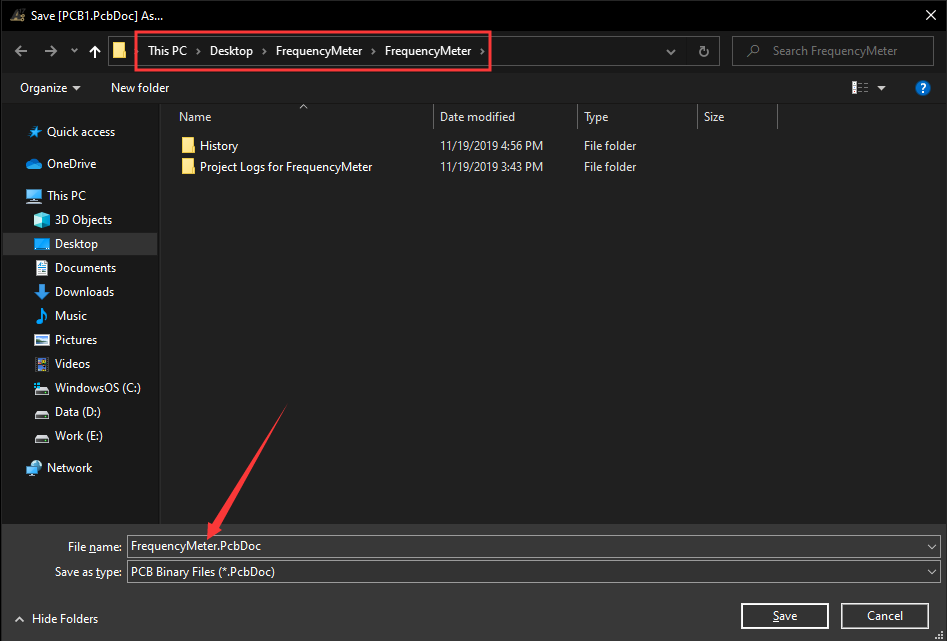 Save [PCB1.PcbDoc] As...
This PC > Desktop > FrequencyMeter > FrequencyMeter >
Search FrequencyMeter
Organize New folder ?
Name Date modified Type Size
History 11/19/2019 4:56 PM File folder
Project Logs for FrequencyMeter 11/19/2019 3:43 PM File folder
Quick access
OneDrive
This PC
3D Objects
Desktop
Documents
Downloads
Music
Pictures
Videos
WindowsOS (C:)
Data (D:)
Work (E:)
Network
File name: FrequencyMeter.PcbDoc
Save as type: PCB Binary Files (*.PcbDoc)
Hide Folders
Save Cancel